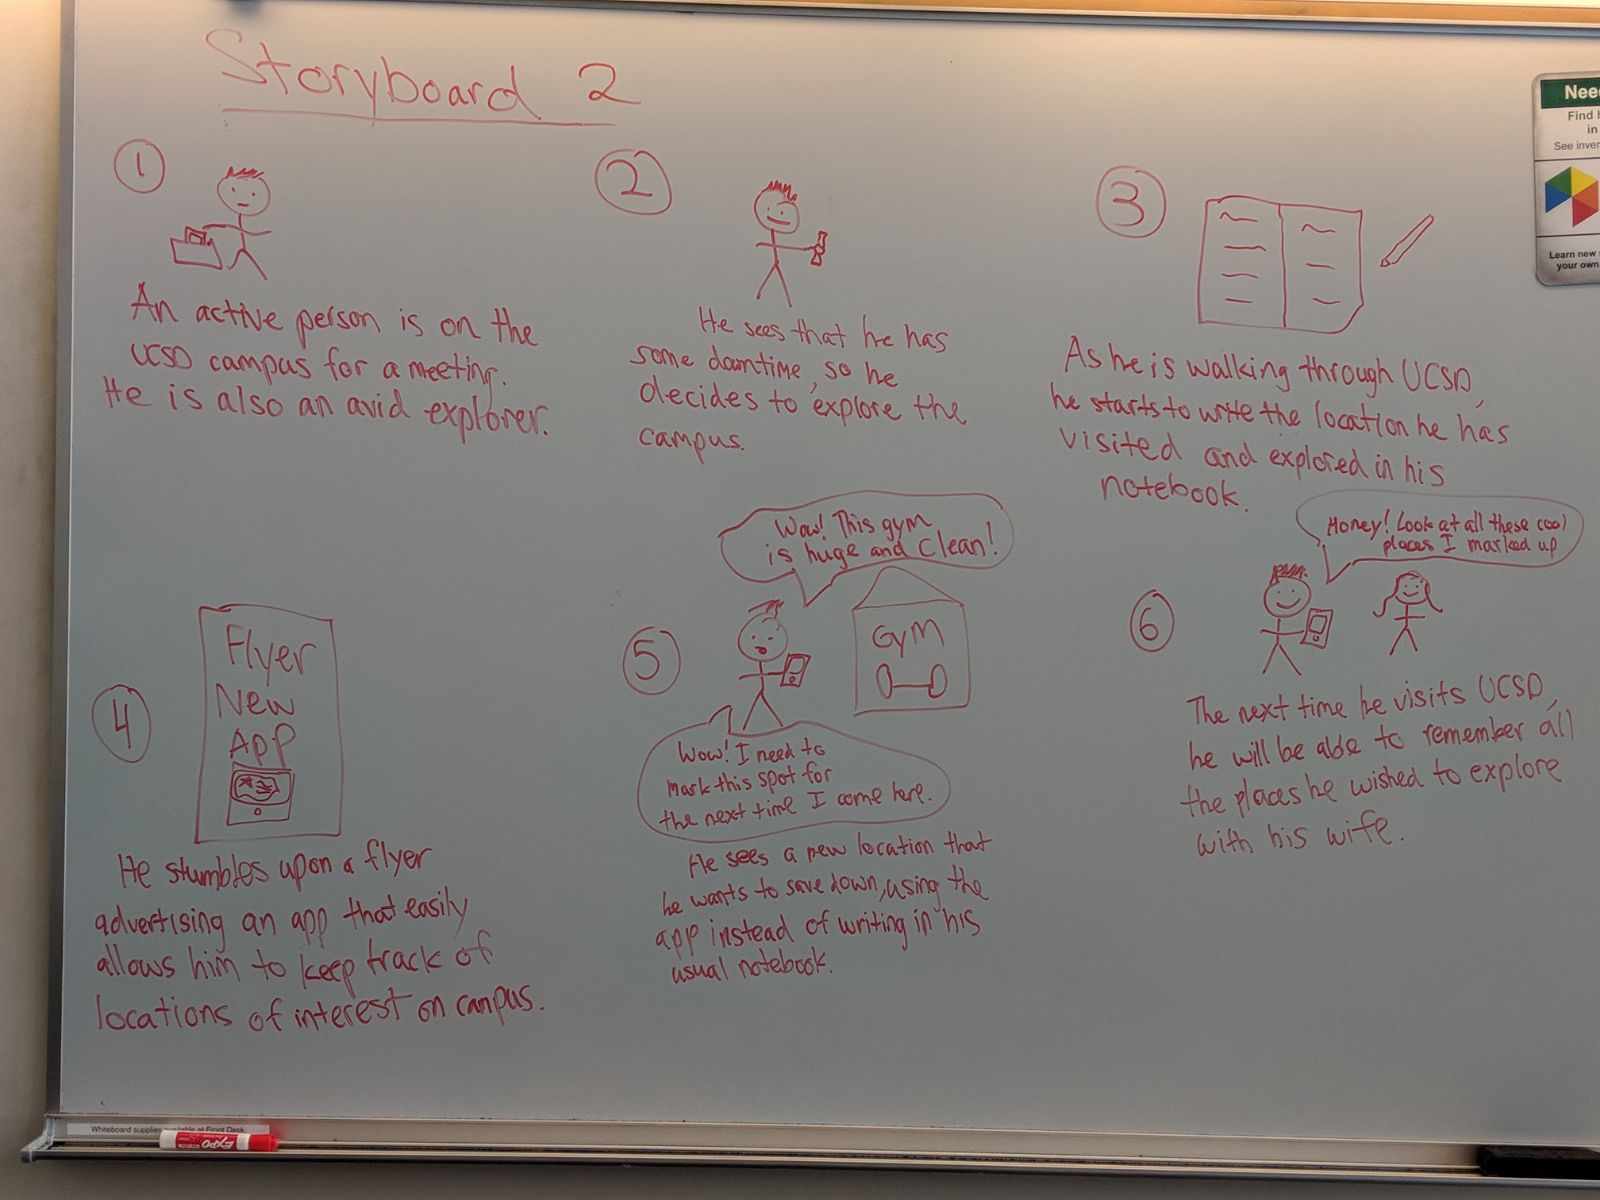 Storyboard 2
1
An active person is on the
UCSD campus for a meeting.
He is also an avid explorer.
2
He sees that he has
some downtime, so he
decides to explore the
campus.
3
As he is walking through UCSD,
he starts to write the location he has
visited and explored in his
notebook.
4
Flyer
New
App
He stumbles upon a flyer
advertising an app that easily
allows him to keep track of
locations of interest on campus.
5
Wow! This gym
is huge and clean!
GYM
Wow! I need to
mark this spot for
the next time I come here.
He sees a new location that
he wants to save down, using the
app instead of writing in his
usual notebook.
6
Honey! Look at all these cool
places I marked up
The next time he visits UCSD,
he will be able to remember all
the places he wished to explore
with his wife.
Find
in
See
Learn new
your own
Whiteboard supplies available at Front Desk.
EXPO